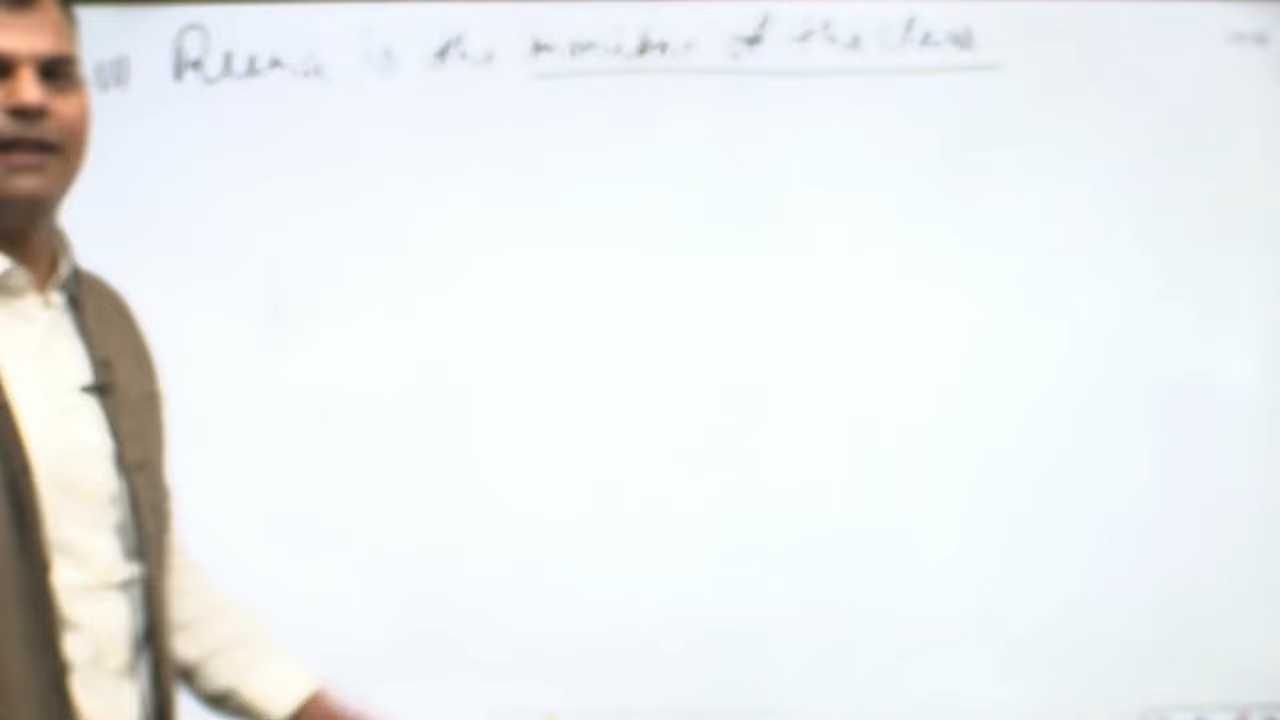 Reena is the monitor of the class